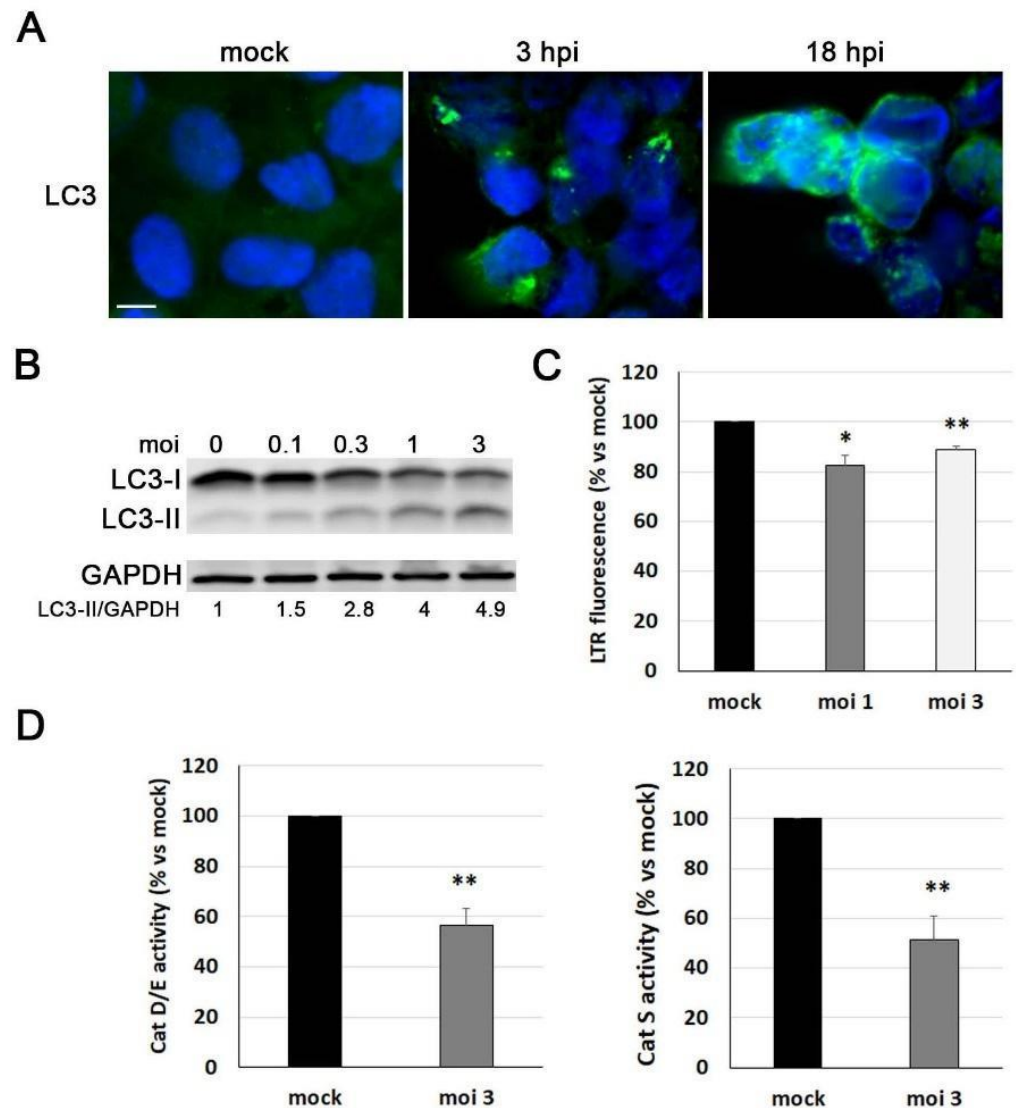 A
mock 3 hpi 18 hpi
LC3
B
moi 0 0.1 0.3 1 3
LC3-I
LC3-II
GAPDH
LC3-II/GAPDH 1 1.5 2.8 4 4.9
C
LTR fluorescence (% vs mock)
120
100
80
60
40
20
0
* **
mock moi 1 moi 3
D
Cat D/E activity (% vs mock)
120
100
80
60
40
20
0
**
mock moi 3
Cat S activity (% vs mock)
120
100
80
60
40
20
0
**
mock moi 3